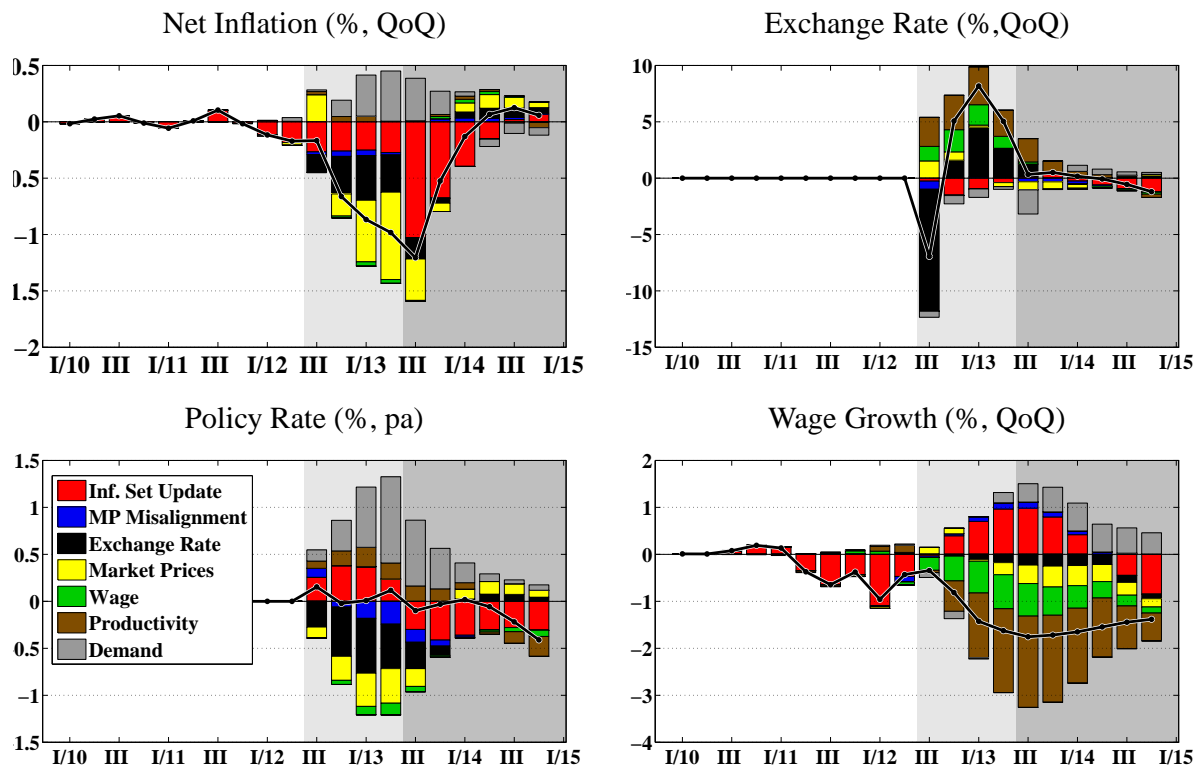 Net Inflation (%, QoQ)
0.5
0
0.5
-1
1.5
-2
I/10 III I/11 III I/12 III I/13 III I/14 III I/15
Exchange Rate (%,QoQ)
10
5
0
-5
-10
-15
I/10 III I/11 III I/12 III I/13 III I/14 III I/15
Policy Rate (%, pa)
1.5
1
0.5
0
0.5
-1
1.5
Inf. Set Update
MP Misalignment
Exchange Rate
Market Prices
Wage
Productivity
Demand
I/10 III I/11 III I/12 III I/13 III I/14 III I/15
Wage Growth (%, QoQ)
2
1
0
-1
-2
-3
-4
I/10 III I/11 III I/12 III I/13 III I/14 III I/15